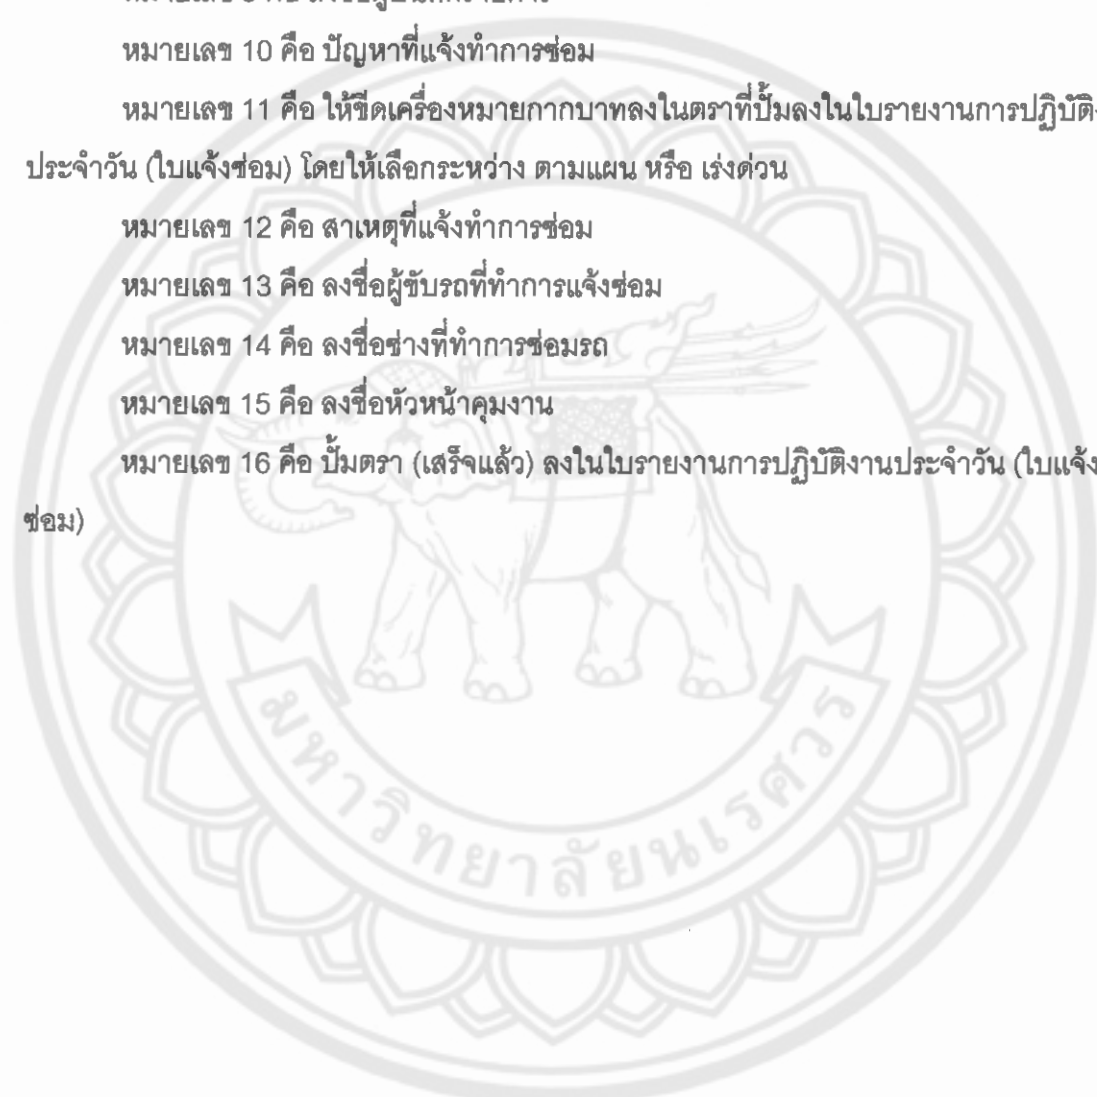 หมายเลข 10 คือ ปัญหาที่แจ้งทำการซ่อม
หมายเลข 11 คือ ให้ขีดเครื่องหมายกากบาทลงในตราที่ปั๊มลงในใบรายงานการปฏิบัติ
ประจำวัน (ใบแจ้งซ่อม) โดยให้เลือกระหว่าง ตามแผน หรือ เร่งด่วน
หมายเลข 12 คือ สาเหตุที่แจ้งทำการซ่อม
หมายเลข 13 คือ ลงชื่อผู้ขับรถที่ทำการแจ้งซ่อม
หมายเลข 14 คือ ลงชื่อช่างที่ทำการซ่อมรถ
หมายเลข 15 คือ ลงชื่อหัวหน้าคุมงาน
หมายเลข 16 คือ ปั๊มตรา (เสร็จแล้ว) ลงในใบรายงานการปฏิบัติงานประจำวัน (ใบแจ้ง
ซ่อม)
มหาวิทยาลัยนเรศวร